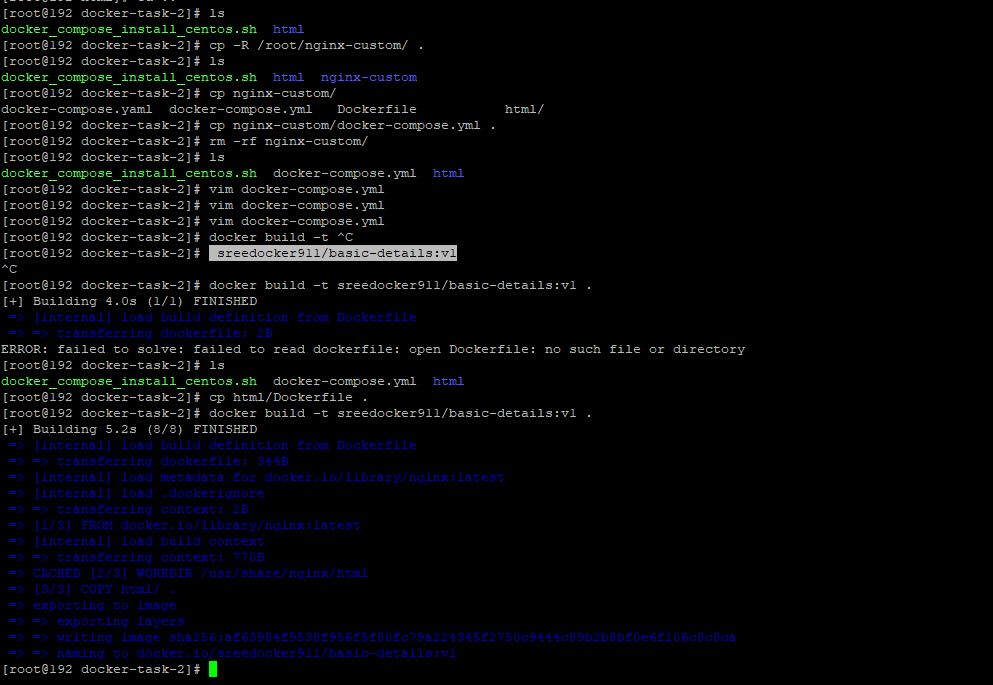 [root@192 docker-task-2]# ls
docker_compose_install_centos.sh  html
[root@192 docker-task-2]# cp -R /root/nginx-custom/ .
[root@192 docker-task-2]# ls
docker_compose_install_centos.sh  html  nginx-custom
[root@192 docker-task-2]# cp nginx-custom/
docker-compose.yaml  docker-compose.yml   Dockerfile           html/
[root@192 docker-task-2]# cp nginx-custom/docker-compose.yml .
[root@192 docker-task-2]# rm -rf nginx-custom/
[root@192 docker-task-2]# ls
docker_compose_install_centos.sh  docker-compose.yml  html
[root@192 docker-task-2]# vim docker-compose.yml
[root@192 docker-task-2]# vim docker-compose.yml
[root@192 docker-task-2]# vim docker-compose.yml
[root@192 docker-task-2]# docker build -t ^C
[root@192 docker-task-2]#  sreedocker911/basic-details:v1
^C
[root@192 docker-task-2]# docker build -t sreedocker911/basic-details:v1 .
[+] Building 4.0s (1/1) FINISHED
 => [internal] load build definition from Dockerfile
 => => transferring dockerfile: 2B
ERROR: failed to solve: failed to read dockerfile: open Dockerfile: no such file or directory
[root@192 docker-task-2]# ls
docker_compose_install_centos.sh  docker-compose.yml  html
[root@192 docker-task-2]# cp html/Dockerfile .
[root@192 docker-task-2]# docker build -t sreedocker911/basic-details:v1 .
[+] Building 5.2s (8/8) FINISHED
 => [internal] load build definition from Dockerfile
 => => transferring dockerfile: 344B
 => [internal] load metadata for docker.io/library/nginx:latest
 => [internal] load .dockerignore
 => => transferring context: 2B
 => [1/3] FROM docker.io/library/nginx:latest
 => [internal] load build context
 => => transferring context: 770B
 => CACHED [2/3] WORKDIR /usr/share/nginx/html
 => [3/3] COPY html/ .
 => exporting to image
 => => exporting layers
 => => writing image
 => => naming to docker.io/sreedocker911/basic-details:v1
[root@192 docker-task-2]#